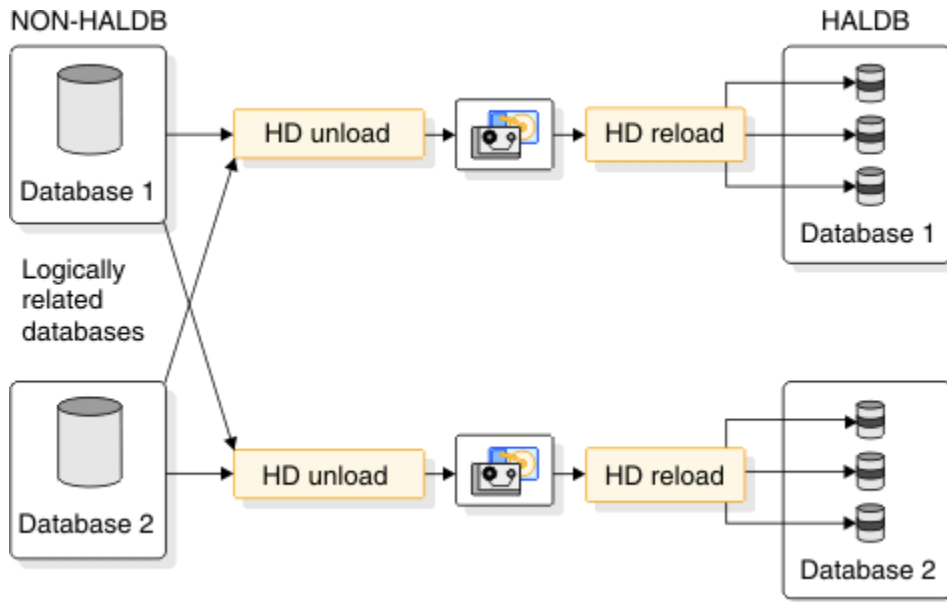 NON-HALDB
HALDB
HD unload
HD reload
Database 1
Database 1
Logically
related
databases
HD unload
HD reload
Database 2
Database 2